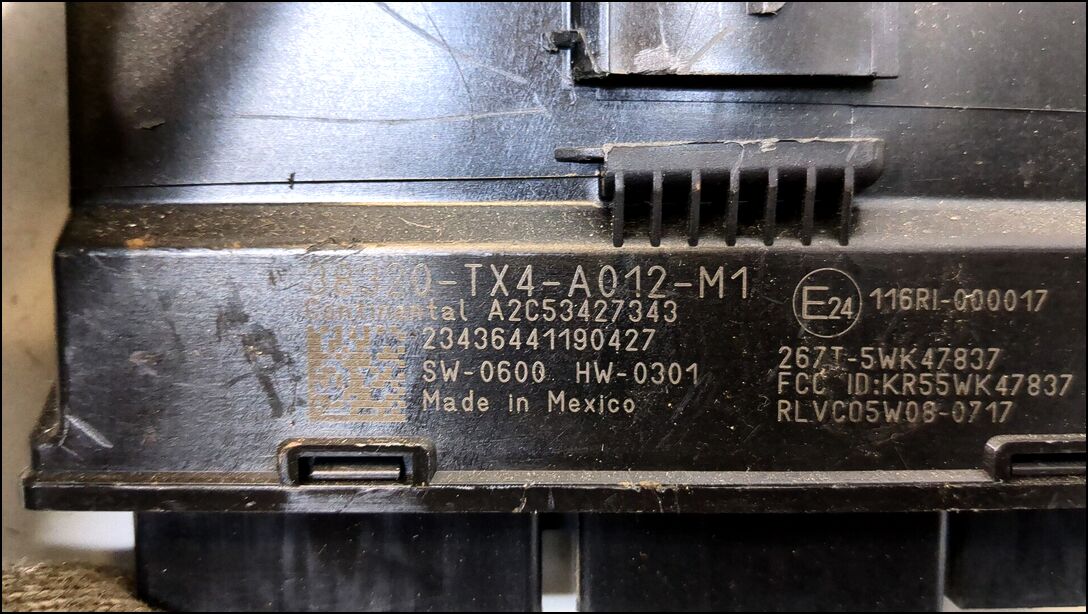 38320-TX4-A012-M1
Continental A2C53427343
23436441190427
SW-0600 HW-0301
Made in Mexico
E24 116RI-000017
267T-5WK47837
FCC ID:KR55WK47837
RLVC05W08-0717